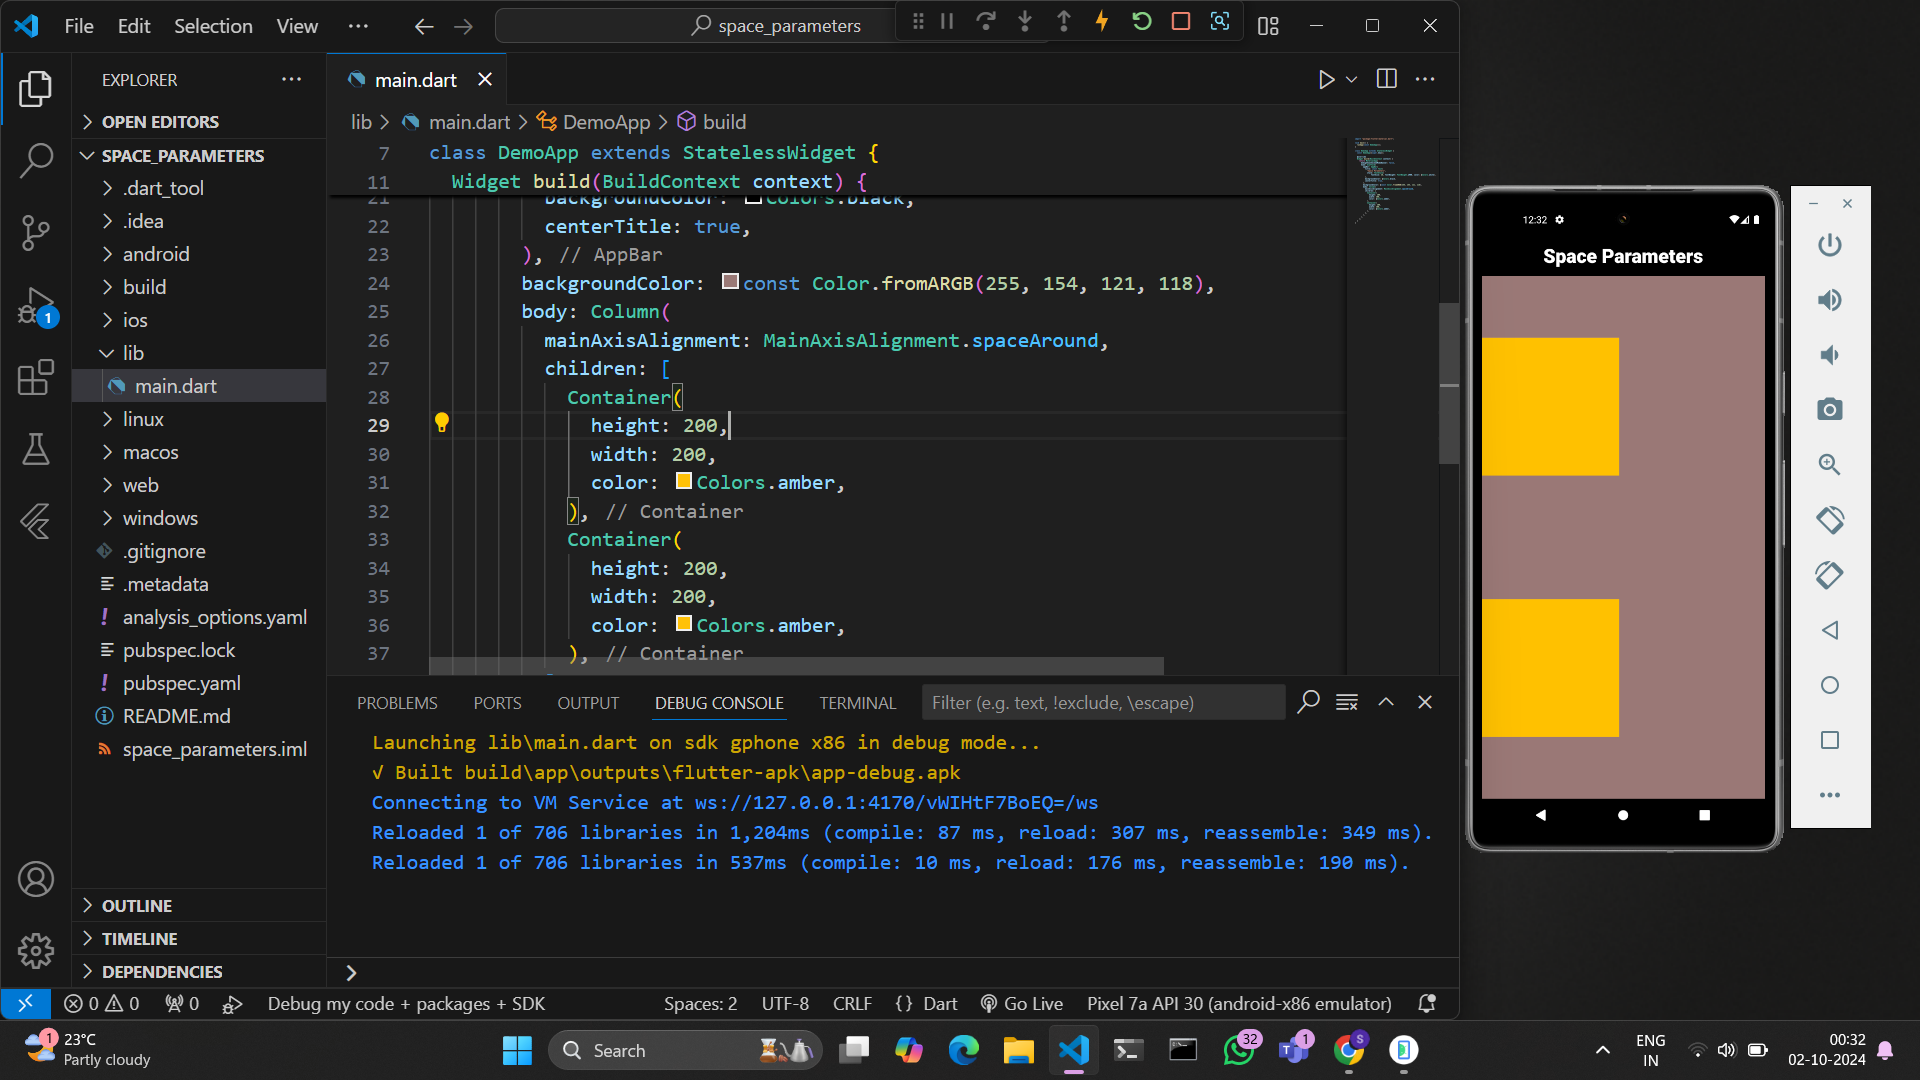 File Edit Selection View
space_parameters
EXPLORER
OPEN EDITORS
SPACE_PARAMETERS
.dart_tool
.idea
android
build
ios
lib
main.dart
linux
macos
web
windows
.gitignore
.metadata
analysis_options.yaml
pubspec.lock
pubspec.yaml
README.md
space_parameters.iml
OUTLINE
TIMELINE
DEPENDENCIES
1
main.dart
lib > main.dart > DemoApp > build
7 class DemoApp extends StatelessWidget {
11 Widget build(BuildContext context) {
21 backgroundColor: Colors.black,
22 centerTitle: true,
23 ), // AppBar
24 backgroundColor: const Color.fromARGB(255, 154, 121, 118),
25 body: Column(
26 mainAxisAlignment: MainAxisAlignment.spaceAround,
27 children: [
28 Container(
29 height: 200,
30 width: 200,
31 color: Colors.amber,
32 ), // Container
33 Container(
34 height: 200,
35 width: 200,
36 color: Colors.amber,
37 ), // Container
PROBLEMS PORTS OUTPUT DEBUG CONSOLE TERMINAL Filter (e.g. text, !exclude, \escape)
Launching lib\main.dart on sdk gphone x86 in debug mode...
√ Built build\app\outputs\flutter-apk\app-debug.apk
Connecting to VM Service at ws://127.0.0.1:4170/vWIHtF7BoEQ=/ws
Reloaded 1 of 706 libraries in 1,204ms (compile: 87 ms, reload: 307 ms, reassemble: 349 ms).
Reloaded 1 of 706 libraries in 537ms (compile: 10 ms, reload: 176 ms, reassemble: 190 ms).
0 0 0 Debug my code + packages + SDK Spaces: 2 UTF-8 CRLF {} Dart Go Live Pixel 7a API 30 (android-x86 emulator)
12:32
Space Parameters
1 23°C
Partly cloudy
Search
32
1
S
ENG
IN
00:32
02-10-2024